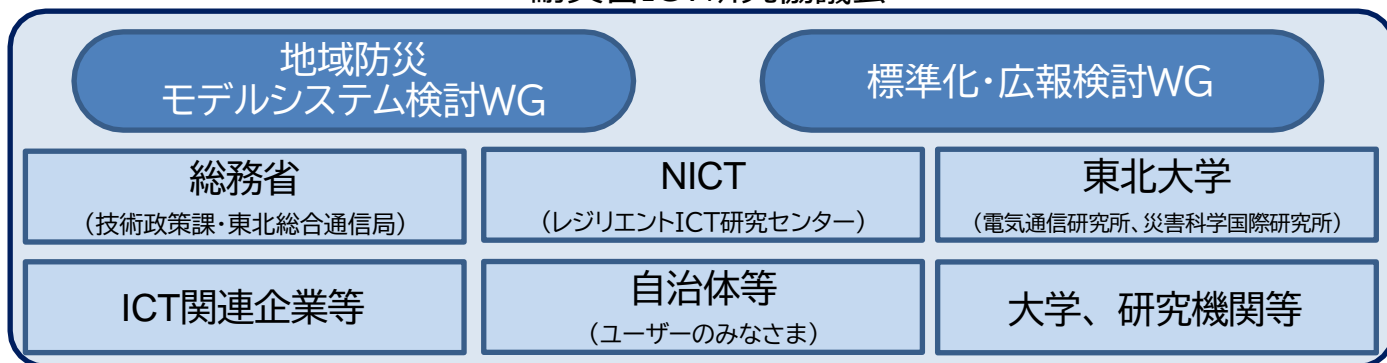 地域防災
モデルシステム検討WG
標準化・広報検討WG
総務省
（技術政策課・東北総合通信局）
NICT
（レジリエントICT研究センター）
東北大学
（電気通信研究所、災害科学国際研究所）
ICT関連企業等
自治体等
（ユーザーのみなさま）
大学、研究機関等